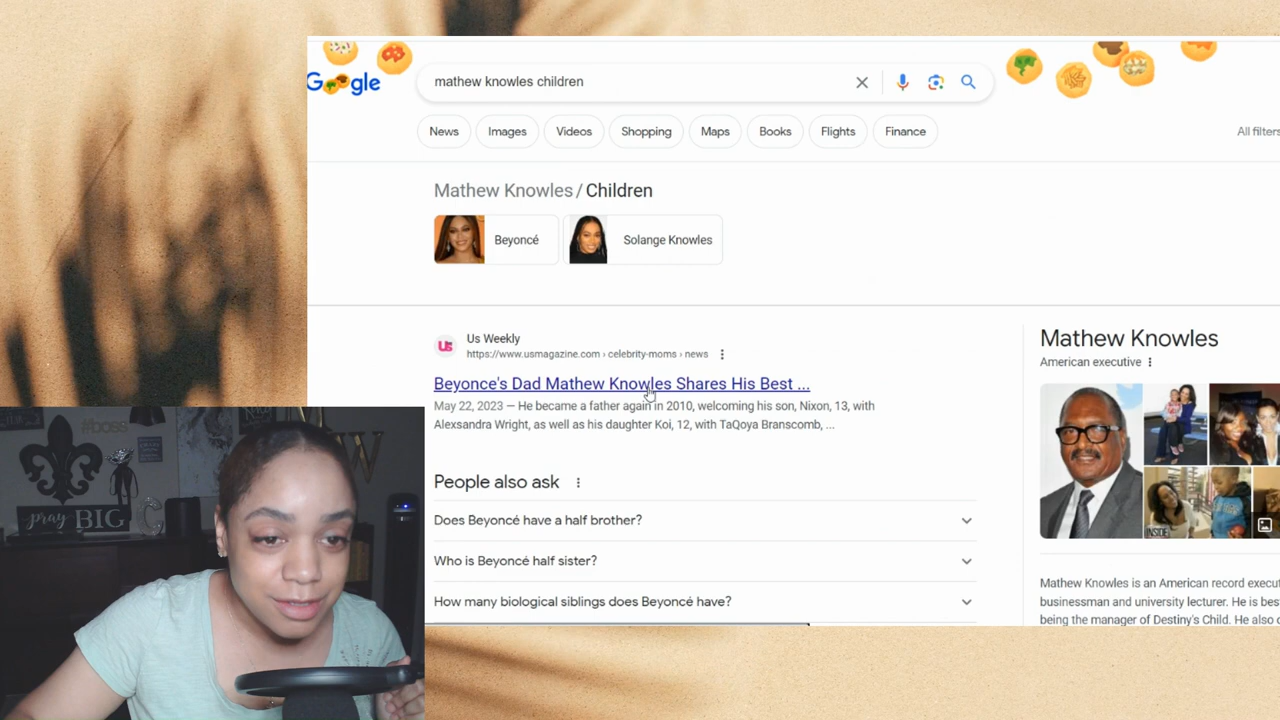 Google
mathew knowles children
News Images Videos Shopping Maps Books Flights Finance
All filters
Mathew Knowles / Children
Beyoncé
Solange Knowles
Us Weekly
https://www.usmagazine.com › celebrity-moms › news
Beyonce's Dad Mathew Knowles Shares His Best ...
May 22, 2023 — He became a father again in 2010, welcoming his son, Nixon, 13, with
Alexsandra Wright, as well as his daughter Koi, 12, with TaQoya Branscomb, ...
People also ask
Does Beyoncé have a half brother?
Who is Beyoncé half sister?
How many biological siblings does Beyoncé have?
Mathew Knowles
American executive
INSIDE
Mathew Knowles is an American record execu
businessman and university lecturer. He is bes
being the manager of Destiny's Child. He also
#boss
pray BIG
W